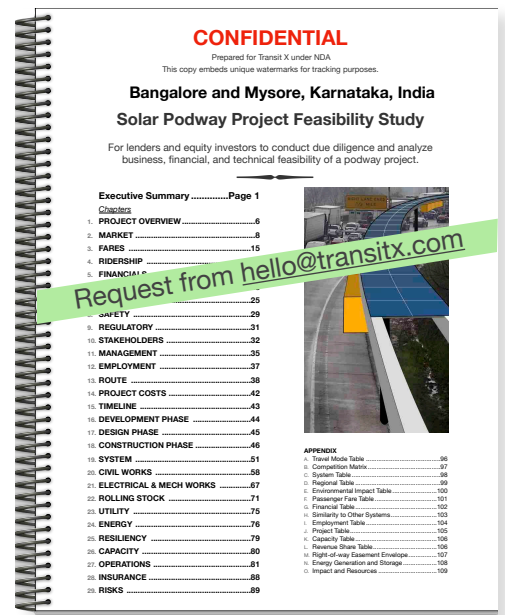 CONFIDENTIAL
Prepared for Transit X under NDA
This copy embeds unique watermarks for tracking purposes.
Bangalore and Mysore, Karnataka, India
Solar Podway Project Feasibility Study
For lenders and equity investors to conduct due diligence and analyze
business, financial, and technical feasibility of a podway project.
Executive Summary ..............Page 1
Chapters
1. PROJECT OVERVIEW ...................................6
2. MARKET ..................................................8
3. FARES ...................................................15
4. RIDERSHIP
5. FINANCIALS
Request from hello@transitx.com
25
8. SAFETY ..................................................29
9. REGULATORY ..........................................31
10. STAKEHOLDERS ......................................32
11. MANAGEMENT ........................................35
12. EMPLOYMENT .........................................37
13. ROUTE ..................................................38
14. PROJECT COSTS .....................................42
15. TIMELINE ...............................................43
16. DEVELOPMENT PHASE ............................44
17. DESIGN PHASE .......................................45
18. CONSTRUCTION PHASE ..........................46
19. SYSTEM .................................................51
20. CIVIL WORKS ..........................................58
21. ELECTRICAL & MECH WORKS .................67
22. ROLLING STOCK .....................................71
23. UTILITY ..................................................75
24. ENERGY .................................................76
25. RESILIENCY ............................................79
26. CAPACITY ..............................................80
27. OPERATIONS ..........................................81
28. INSURANCE ............................................88
29. RISKS ....................................................89
APPENDIX
A. Travel Mode Table ........................................96
B. Competition Matrix .......................................97
C. System Table ...............................................98
D. Regional Table .............................................99
E. Environmental Impact Table .........................100
F. Passenger Fare Table ..................................101
G. Financial Table ...........................................102
H. Similarity to Other Systems .........................103
I. Employment Table .......................................104
J. Project Table ...............................................105
K. Capacity Table ............................................106
L. Revenue Share Table ...................................106
M. Right-of-way Easement Envelope ................107
N. Energy Generation and Storage ...................108
O. Impact and Resources ................................109